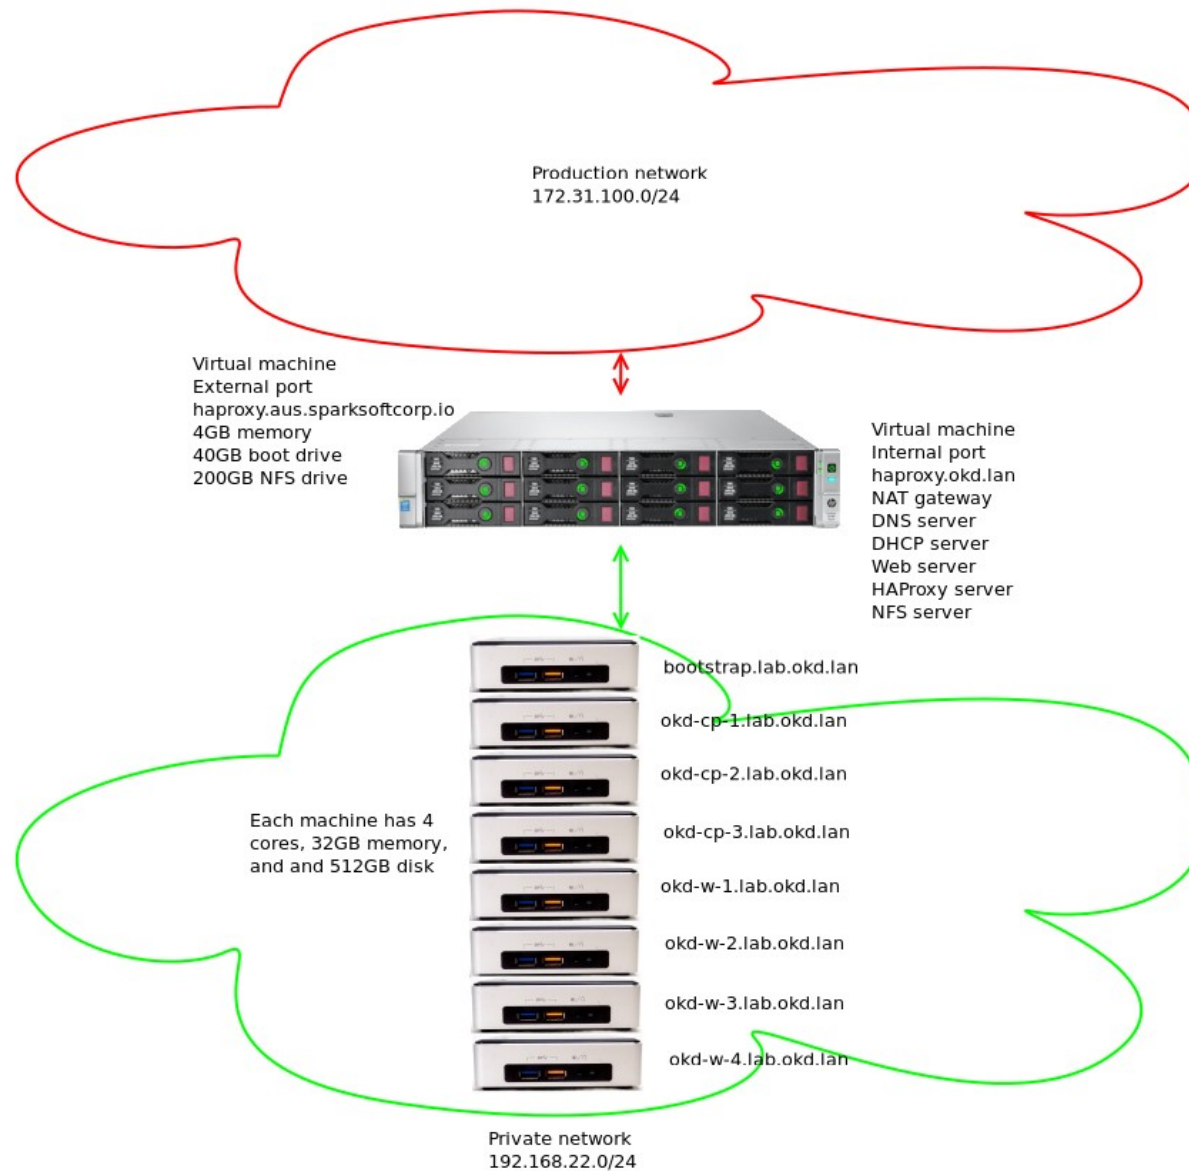 Production network
172.31.100.0/24
Virtual machine
External port
haproxy.aus.sparksoftcorp.io
4GB memory
40GB boot drive
200GB NFS drive
Virtual machine
Internal port
haproxy.okd.lan
NAT gateway
DNS server
DHCP server
Web server
HAProxy server
NFS server
bootstrap.lab.okd.lan
okd-cp-1.lab.okd.lan
okd-cp-2.lab.okd.lan
okd-cp-3.lab.okd.lan
okd-w-1.lab.okd.lan
okd-w-2.lab.okd.lan
okd-w-3.lab.okd.lan
okd-w-4.lab.okd.lan
Each machine has 4
cores, 32GB memory,
and and 512GB disk
Private network
192.168.22.0/24